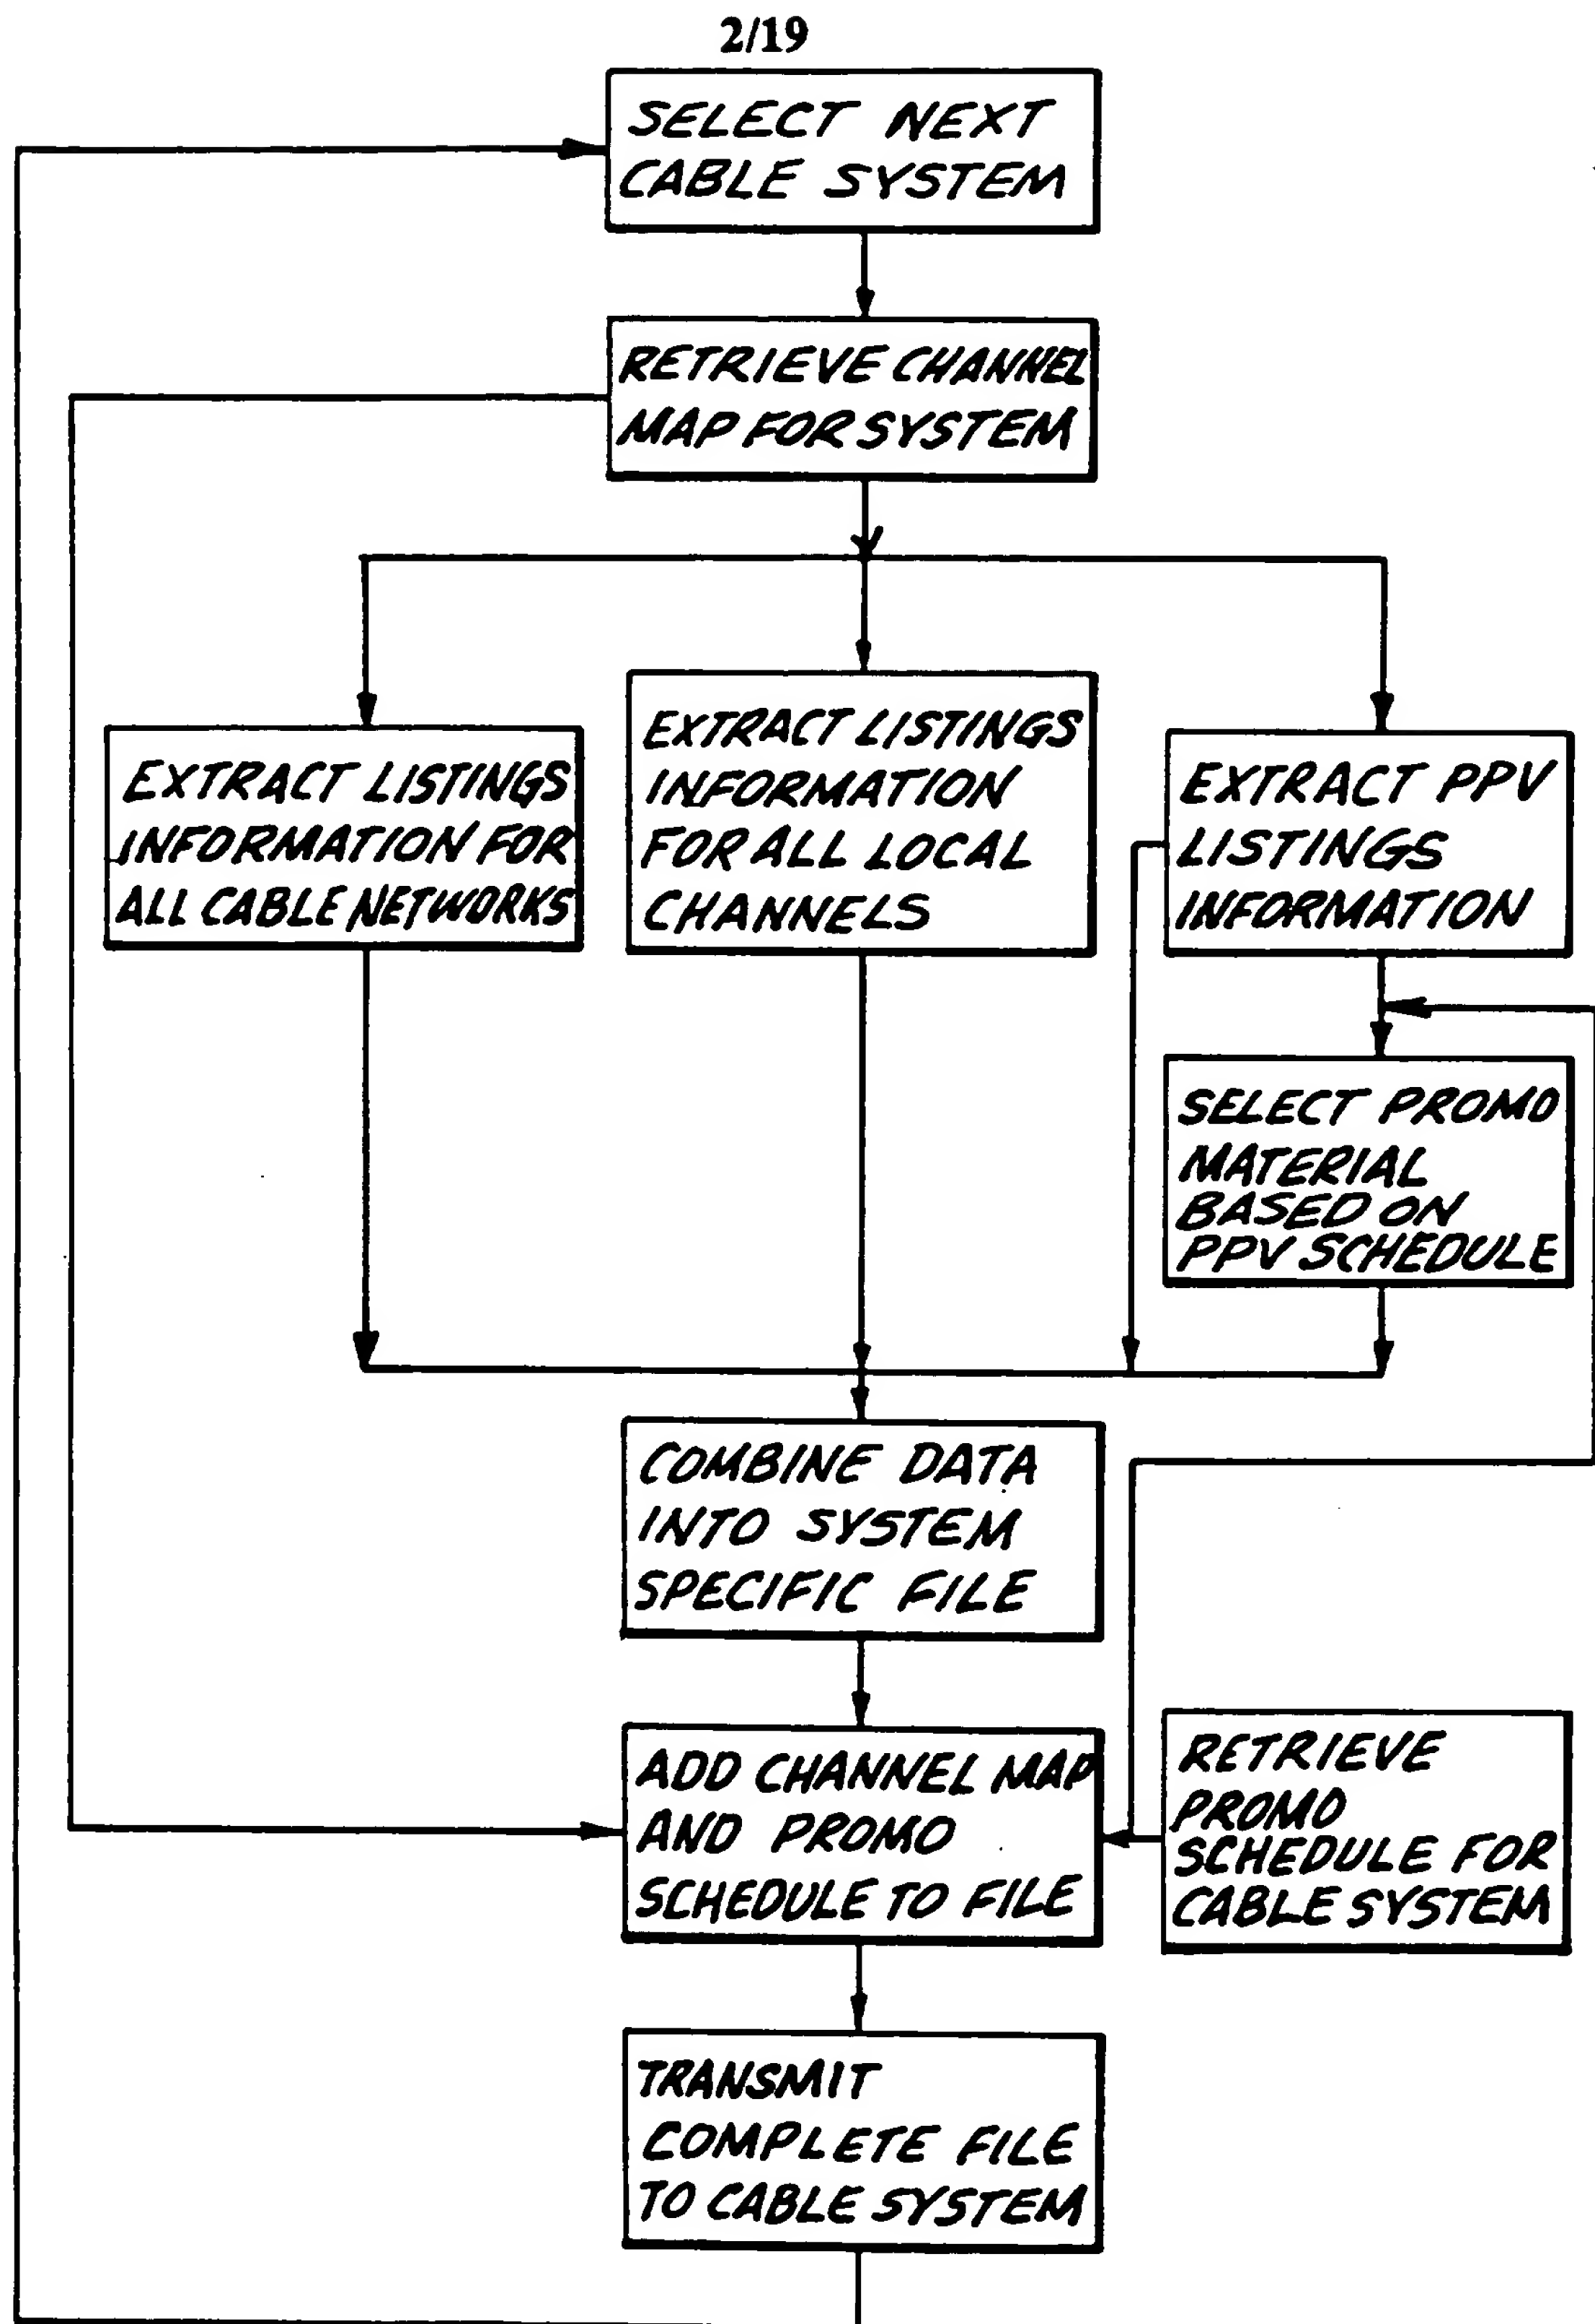 2/19
SELECT NEXT
CABLE SYSTEM
RETRIEVE CHANNEL
MAP FOR SYSTEM
EXTRACT LISTINGS
INFORMATION FOR
ALL CABLE NETWORKS
EXTRACT LISTINGS
INFORMATION
FOR ALL LOCAL
CHANNELS
EXTRACT PPV
LISTINGS
INFORMATION
SELECT PROMO
MATERIAL
BASED ON
PPV SCHEDULE
COMBINE DATA
INTO SYSTEM
SPECIFIC FILE
ADD CHANNEL MAP
AND PROMO
SCHEDULE TO FILE
RETRIEVE
PROMO
SCHEDULE FOR
CABLE SYSTEM
TRANSMIT
COMPLETE FILE
TO CABLE SYSTEM